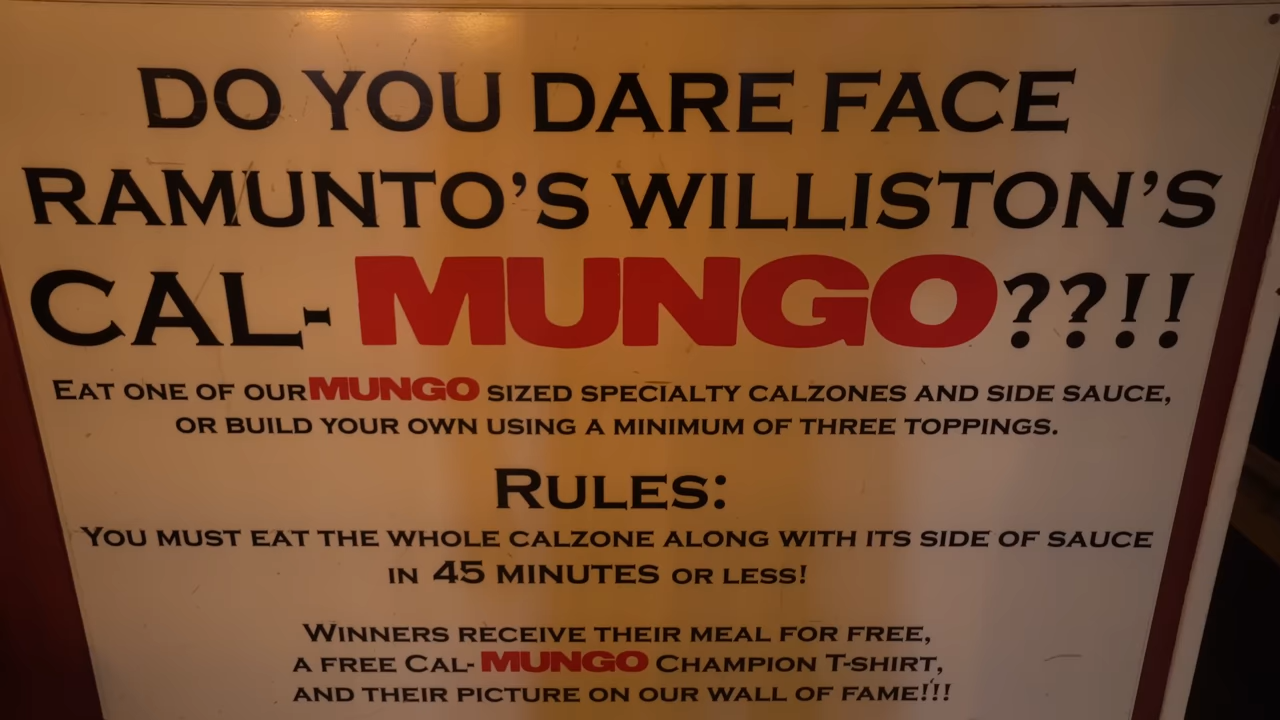 DO YOU DARE FACE
RAMUNTO'S WILLISTON'S
CAL-MUNGO??!!
EAT ONE OF OUR MUNGO SIZED SPECIALTY CALZONES AND SIDE SAUCE,
OR BUILD YOUR OWN USING A MINIMUM OF THREE TOPPINGS.
RULES:
YOU MUST EAT THE WHOLE CALZONE ALONG WITH ITS SIDE OF SAUCE
IN 45 MINUTES OR LESS!
WINNERS RECEIVE THEIR MEAL FOR FREE,
A FREE CAL-MUNGO CHAMPION T-SHIRT,
AND THEIR PICTURE ON OUR WALL OF FAME!!!